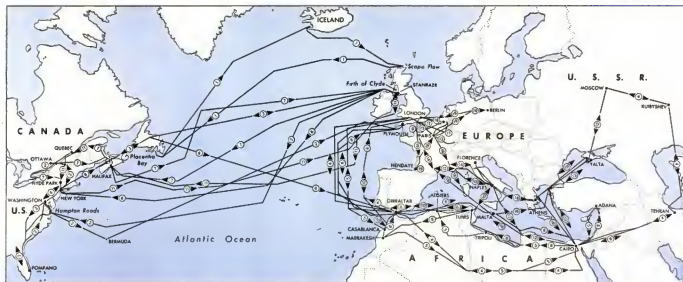 ICELAND
Scapa Flow
Firth of Clyde
STANRAER
U. S. S. R.
MOSCOW
KUIBYSHEV
LONDON
BERLIN
CANADA
QUEBEC
OTTAWA
PLYMOUTH
PARIS
EUROPE
YALTA
Placentia
Bay
HYDE PARK
HALIFAX
HENDAYE
FLORENCE
WASHINGTON
NEW YORK
NAPLES
U.S.
Hampton Roads
GIBRALTAR
ALGIERS
ATHENS
ADANA
TEHRAN
BERMUDA
Atlantic Ocean
CASABLANCA
MARRAKESH
TUNIS
MALTA
TRIPOLI
CAIRO
AFRICA
POMPANO